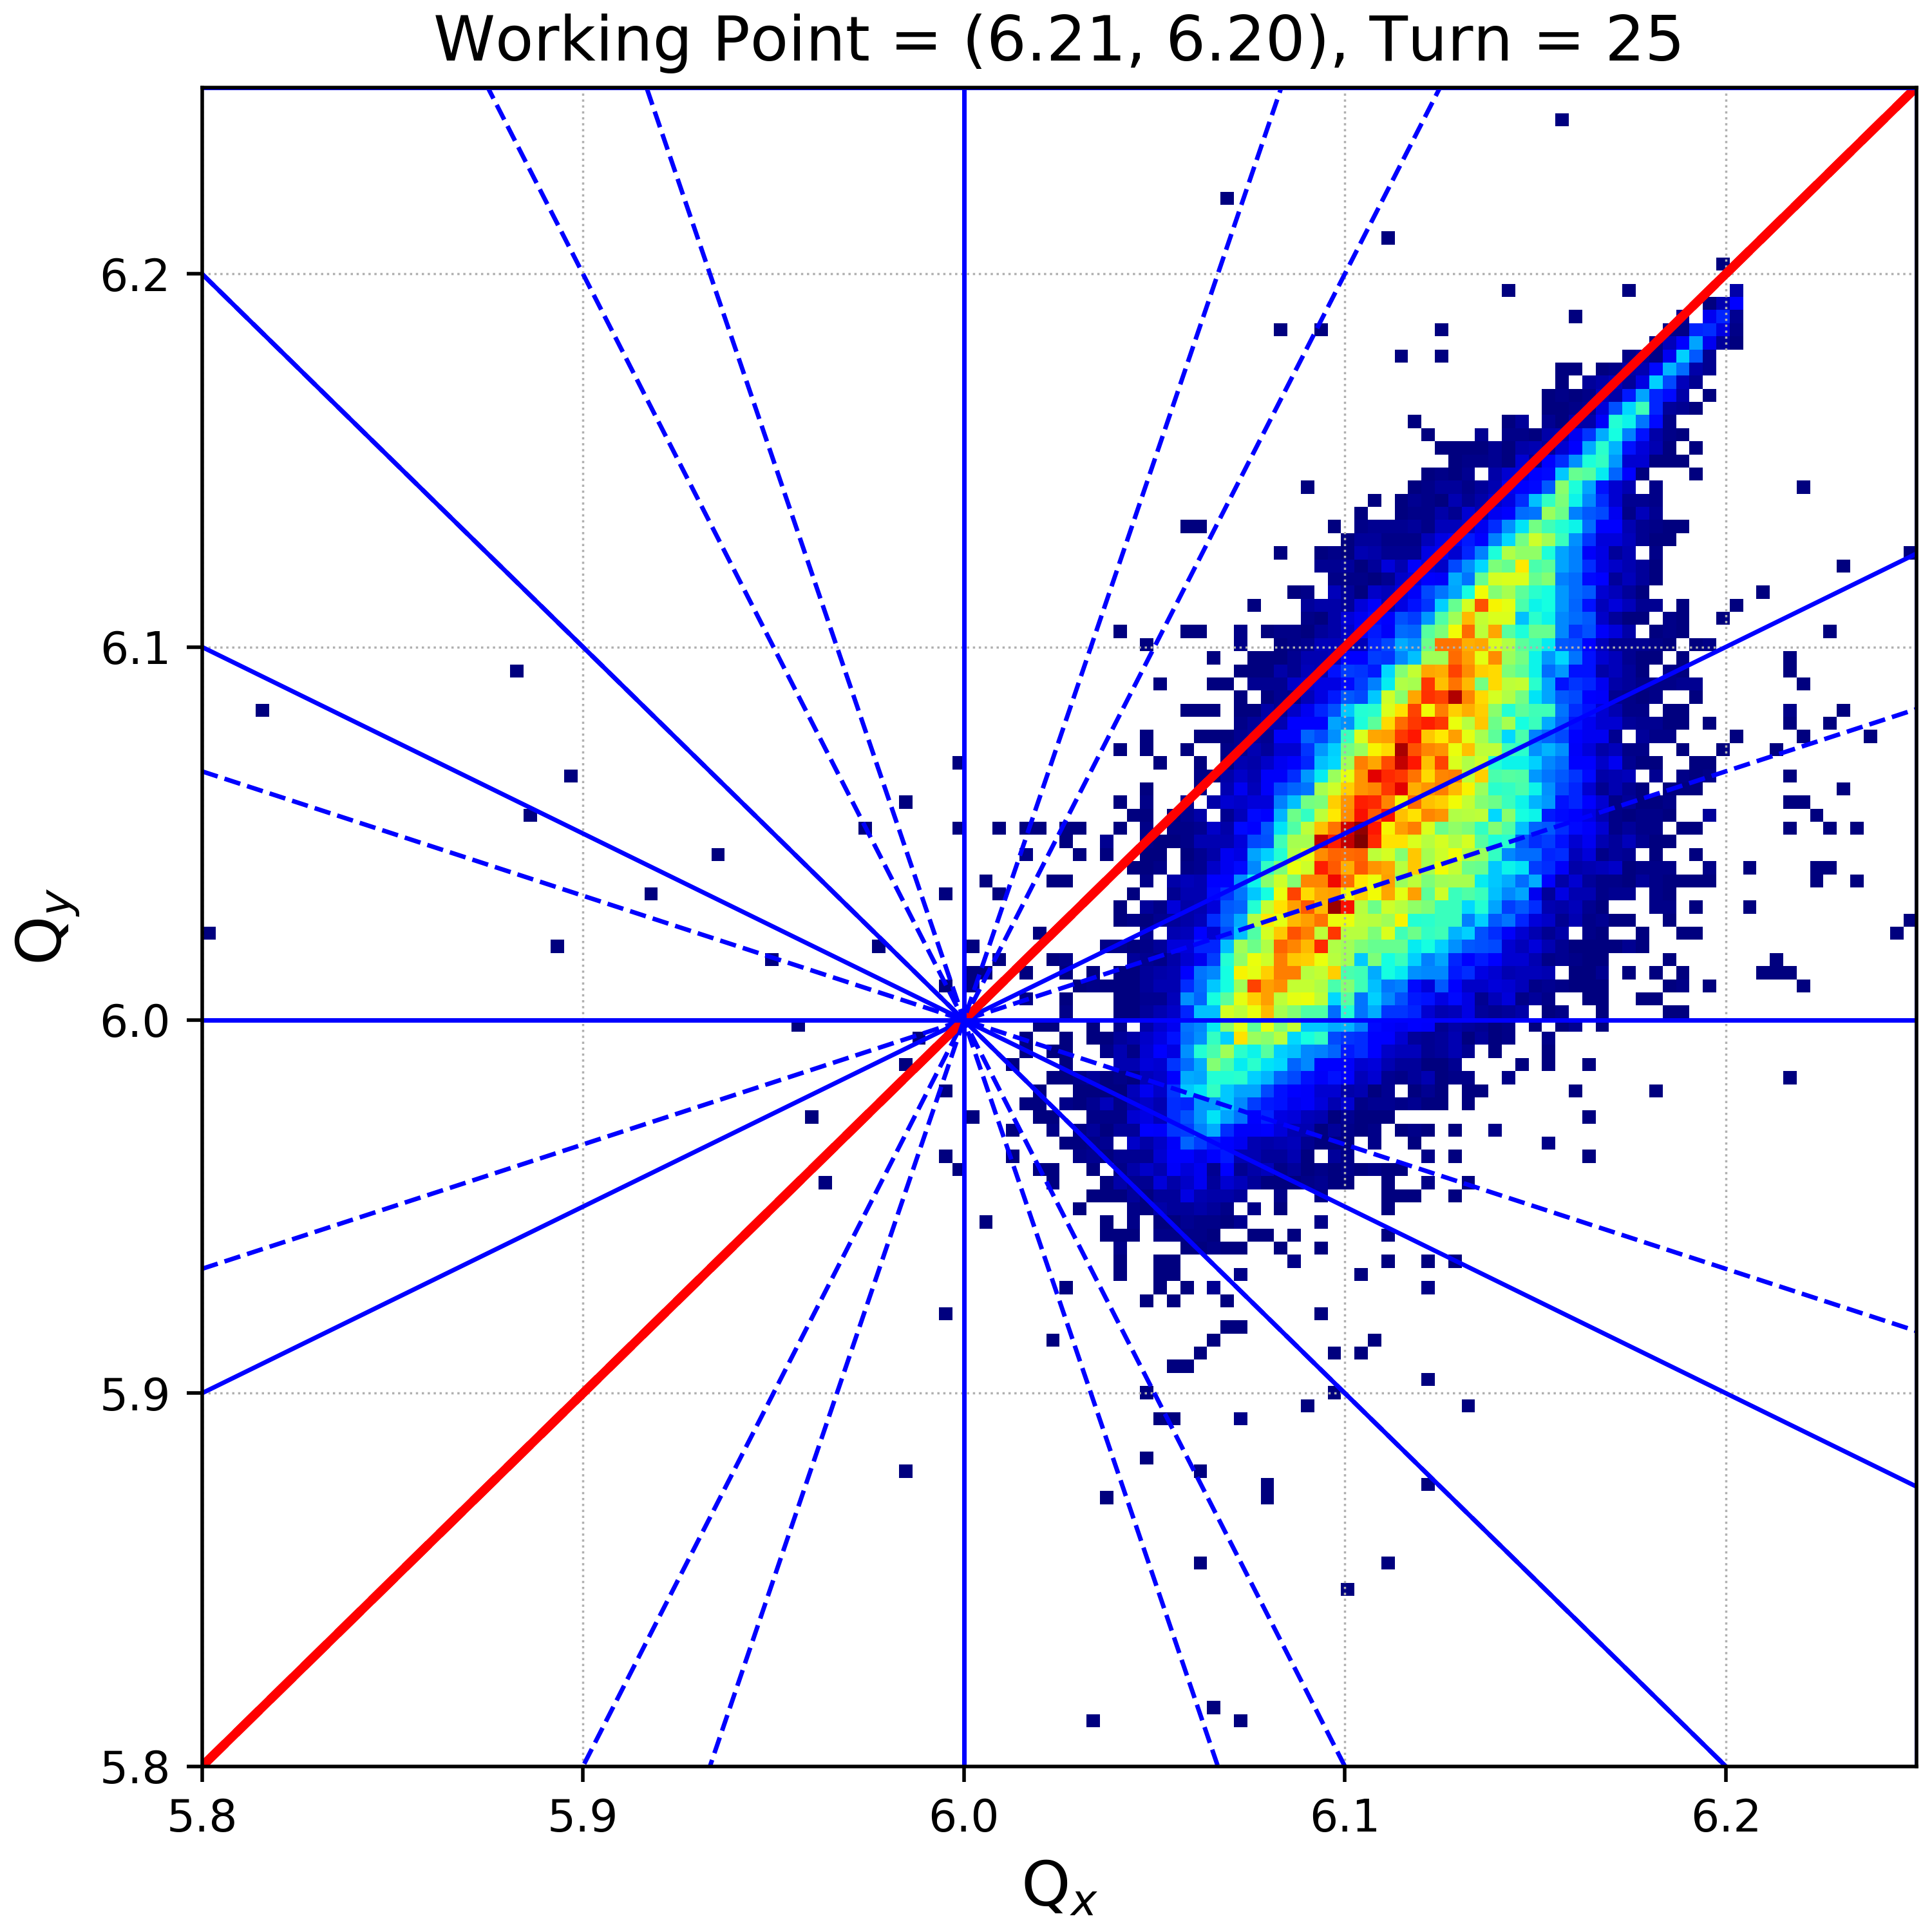 Working Point = (6.21, 6.20), Turn = 25
6.2
6.1
6.0
5.9
5.8
Qy
5.8 5.9 6.0 6.1 6.2
Qx